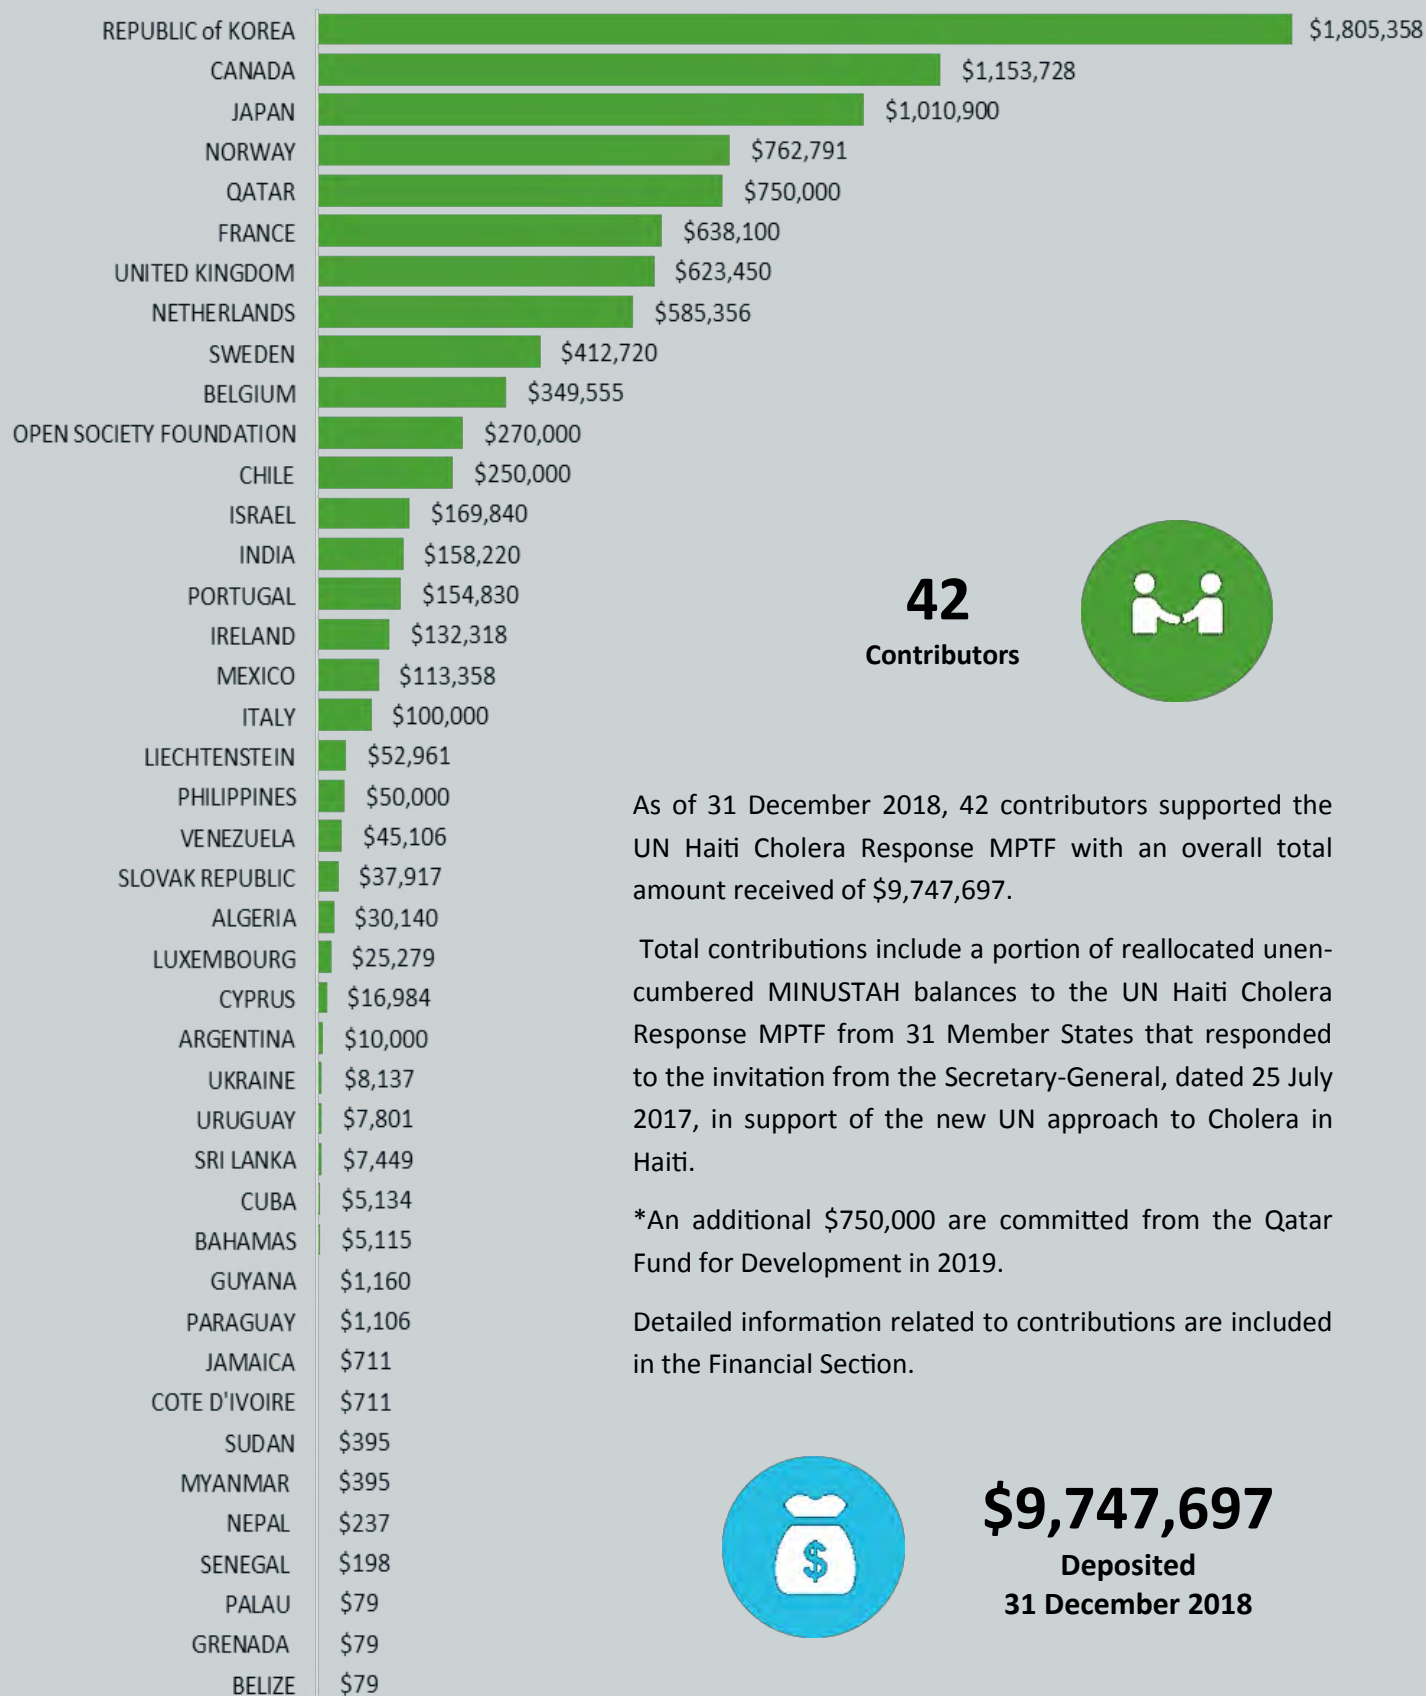 REPUBLIC of KOREA $1,805,358
CANADA $1,153,728
JAPAN $1,010,900
NORWAY $762,791
QATAR $750,000
FRANCE $638,100
UNITED KINGDOM $623,450
NETHERLANDS $585,356
SWEDEN $412,720
BELGIUM $349,555
OPEN SOCIETY FOUNDATION $270,000
CHILE $250,000
ISRAEL $169,840
INDIA $158,220
PORTUGAL $154,830
IRELAND $132,318
MEXICO $113,358
ITALY $100,000
LIECHTENSTEIN $52,961
PHILIPPINES $50,000
VENEZUELA $45,106
SLOVAK REPUBLIC $37,917
ALGERIA $30,140
LUXEMBOURG $25,279
CYPRUS $16,984
ARGENTINA $10,000
UKRAINE $8,137
URUGUAY $7,801
SRI LANKA $7,449
CUBA $5,134
BAHAMAS $5,115
GUYANA $1,160
PARAGUAY $1,106
JAMAICA $711
COTE D'IVOIRE $711
SUDAN $395
MYANMAR $395
NEPAL $237
SENEGAL $198
PALAU $79
GRENADA $79
BELIZE $79
42
Contributors
As of 31 December 2018, 42 contributors supported the
UN Haiti Cholera Response MPTF with an overall total
amount received of $9,747,697.
Total contributions include a portion of reallocated unen-
cumbered MINUSTAH balances to the UN Haiti Cholera
Response MPTF from 31 Member States that responded
to the invitation from the Secretary-General, dated 25 July
2017, in support of the new UN approach to Cholera in
Haiti.
*An additional $750,000 are committed from the Qatar
Fund for Development in 2019.
Detailed information related to contributions are included
in the Financial Section.
$
$9,747,697
Deposited
31 December 2018